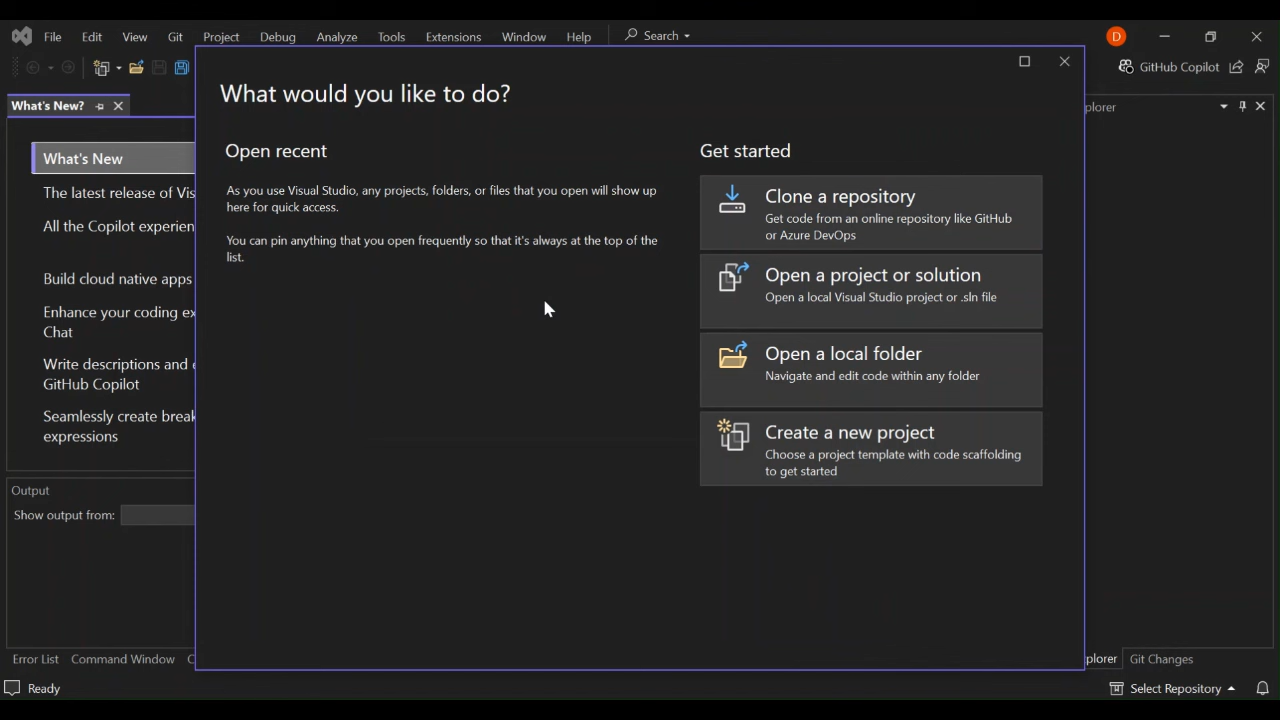 File Edit View Git Project Debug Analyze Tools Extensions Window Help Search D
GitHub Copilot
What's New?
What's New
The latest release of Vis
All the Copilot experien
Build cloud native apps
Enhance your coding ex
Chat
Write descriptions and e
GitHub Copilot
Seamlessly create break
expressions
Output
Show output from:
Error List Command Window C
Ready
What would you like to do?
Open recent
As you use Visual Studio, any projects, folders, or files that you open will show up
here for quick access.
You can pin anything that you open frequently so that it's always at the top of the
list.
Get started
Clone a repository
Get code from an online repository like GitHub
or Azure DevOps
Open a project or solution
Open a local Visual Studio project or .sln file
Open a local folder
Navigate and edit code within any folder
Create a new project
Choose a project template with code scaffolding
to get started
plorer
plorer Git Changes
Select Repository